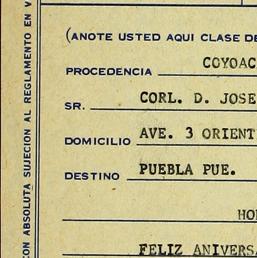 (ANOTE USTED AQUI CLASE DE
PROCEDENCIA COYOAC
SR. CORL. D. JOSE
DOMICILIO AVE. 3 ORIENT
DESTINO PUEBLA PUE.
HO
FELIZ ANIVERSA
CON ABSOLUTA SUJECION AL REGLAMENTO EN V